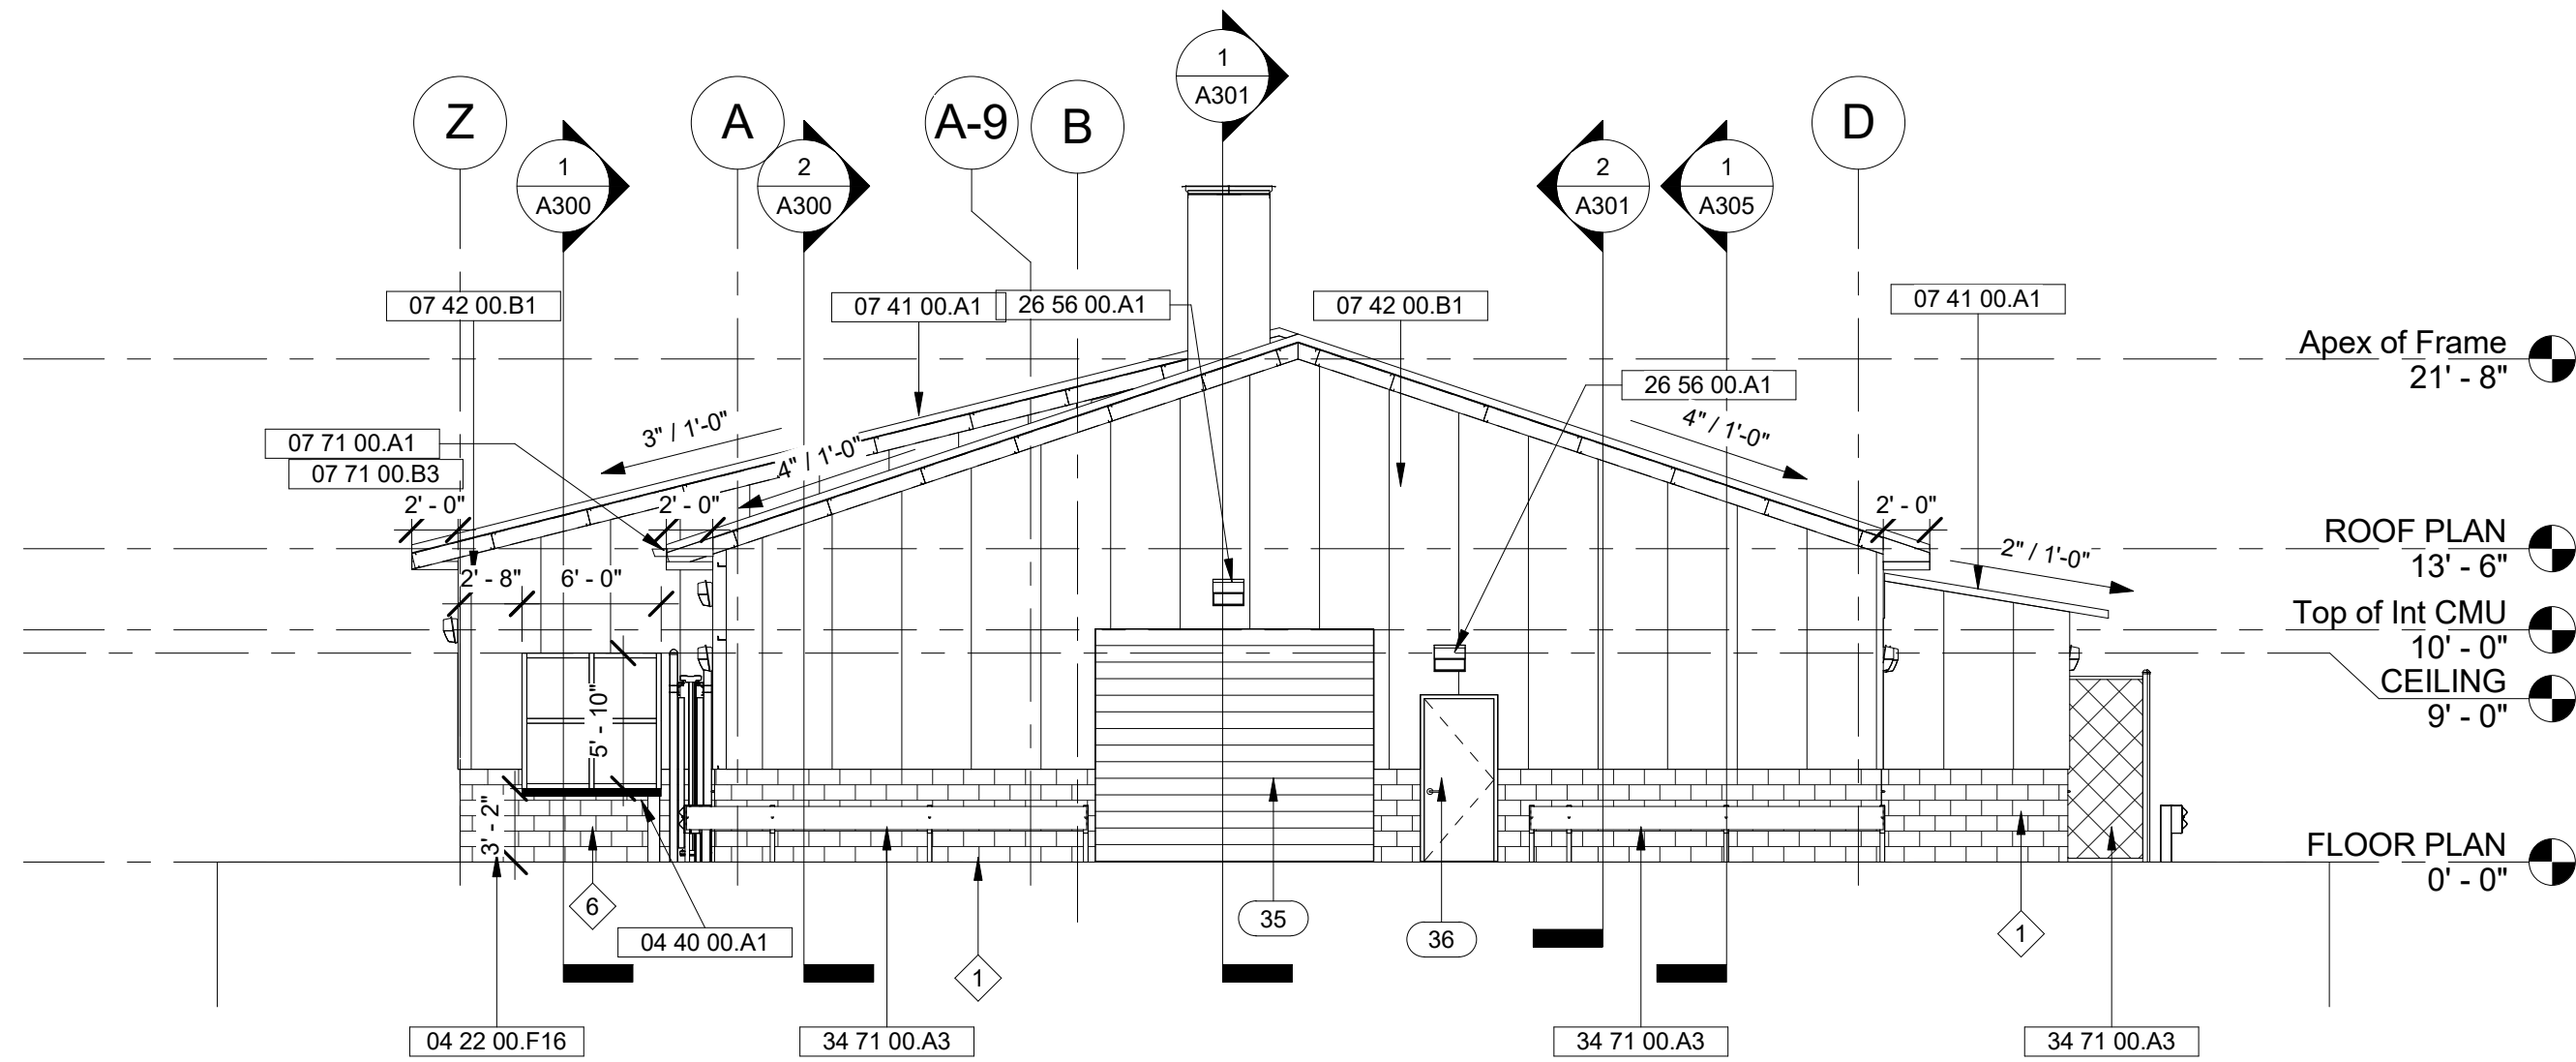 1
A301
Z
A
A-9
B
D
1
A300
2
A300
2
A301
1
A305
07 42 00.B1
07 41 00.A1
26 56 00.A1
07 42 00.B1
07 41 00.A1
Apex of Frame
21' - 8"
26 56 00.A1
3" / 1'-0"
4" / 1'-0"
4" / 1'-0"
07 71 00.A1
07 71 00.B3
2' - 0"
2' - 0"
2' - 0"
ROOF PLAN
13' - 6"
2" / 1'-0"
2' - 8"
6' - 0"
Top of Int CMU
10' - 0"
CEILING
9' - 0"
5' - 10"
3' - 2"
FLOOR PLAN
0' - 0"
6
35
36
1
04 40 00.A1
1
04 22 00.F16
34 71 00.A3
34 71 00.A3
34 71 00.A3